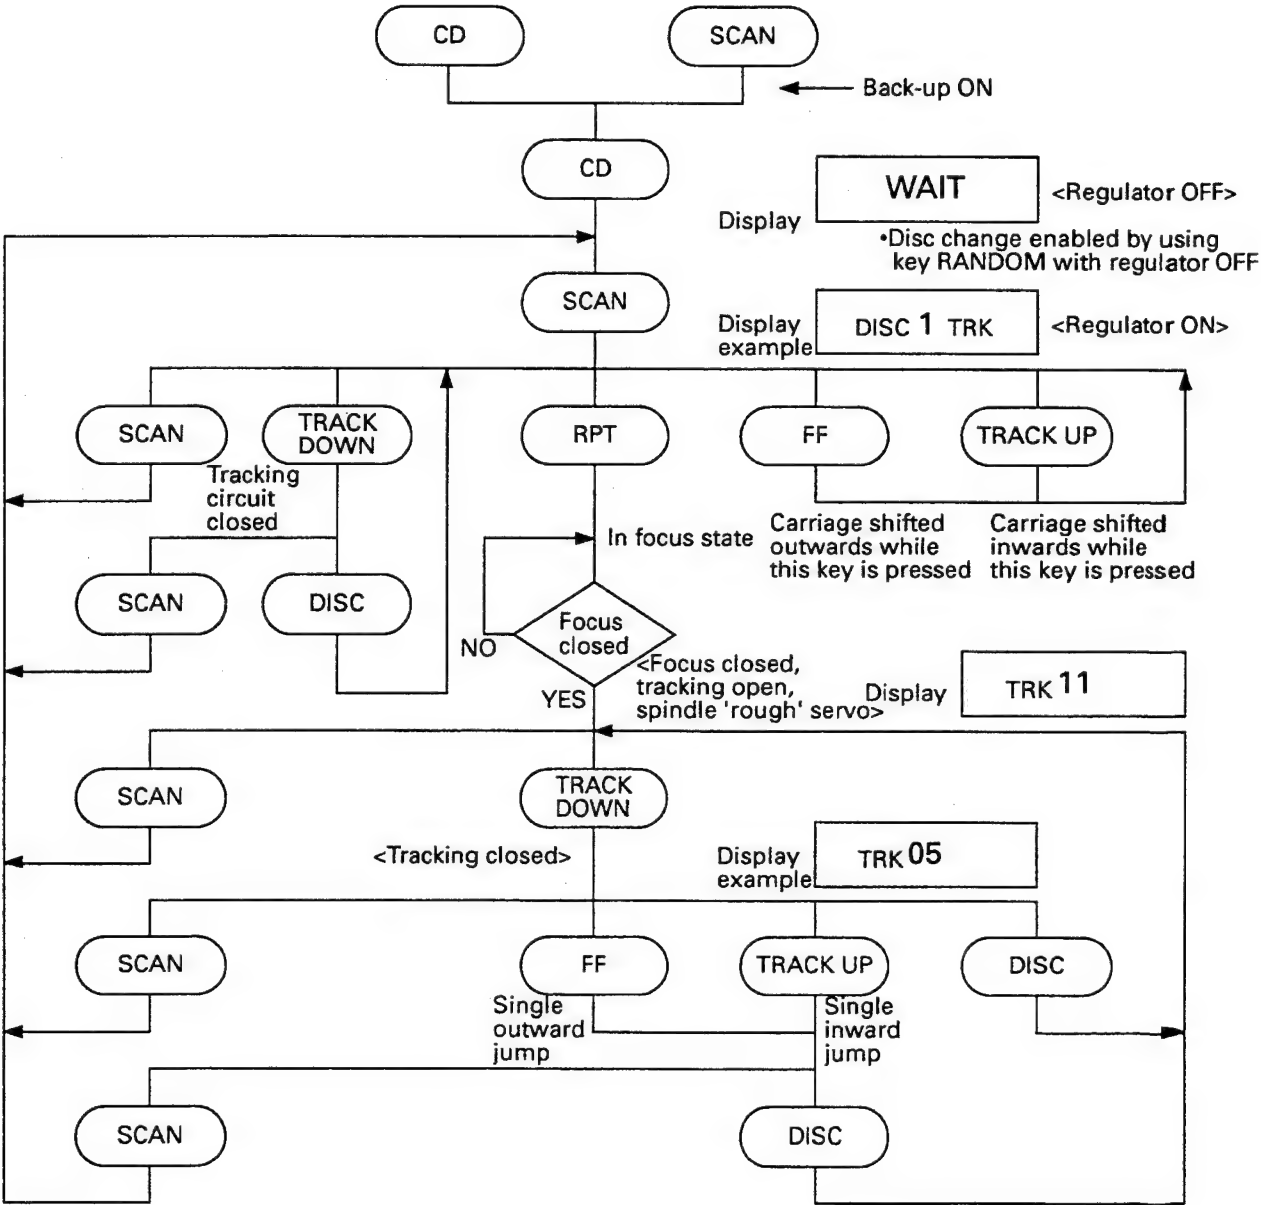 CD
SCAN
Back-up ON
CD
WAIT
<Regulator OFF>
Display
•Disc change enabled by using
key RANDOM with regulator OFF
SCAN
Display
example
DISC 1 TRK
<Regulator ON>
SCAN
TRACK
DOWN
RPT
FF
TRACK UP
Tracking
circuit
closed
In focus state
Carriage shifted
outwards while
this key is pressed
Carriage shifted
inwards while
this key is pressed
SCAN
DISC
Focus
closed
NO
YES
<Focus closed,
tracking open,
spindle 'rough' servo>
Display
TRK 11
SCAN
TRACK
DOWN
<Tracking closed>
Display
example
TRK 05
SCAN
FF
TRACK UP
DISC
Single
outward
jump
Single
inward
jump
SCAN
DISC